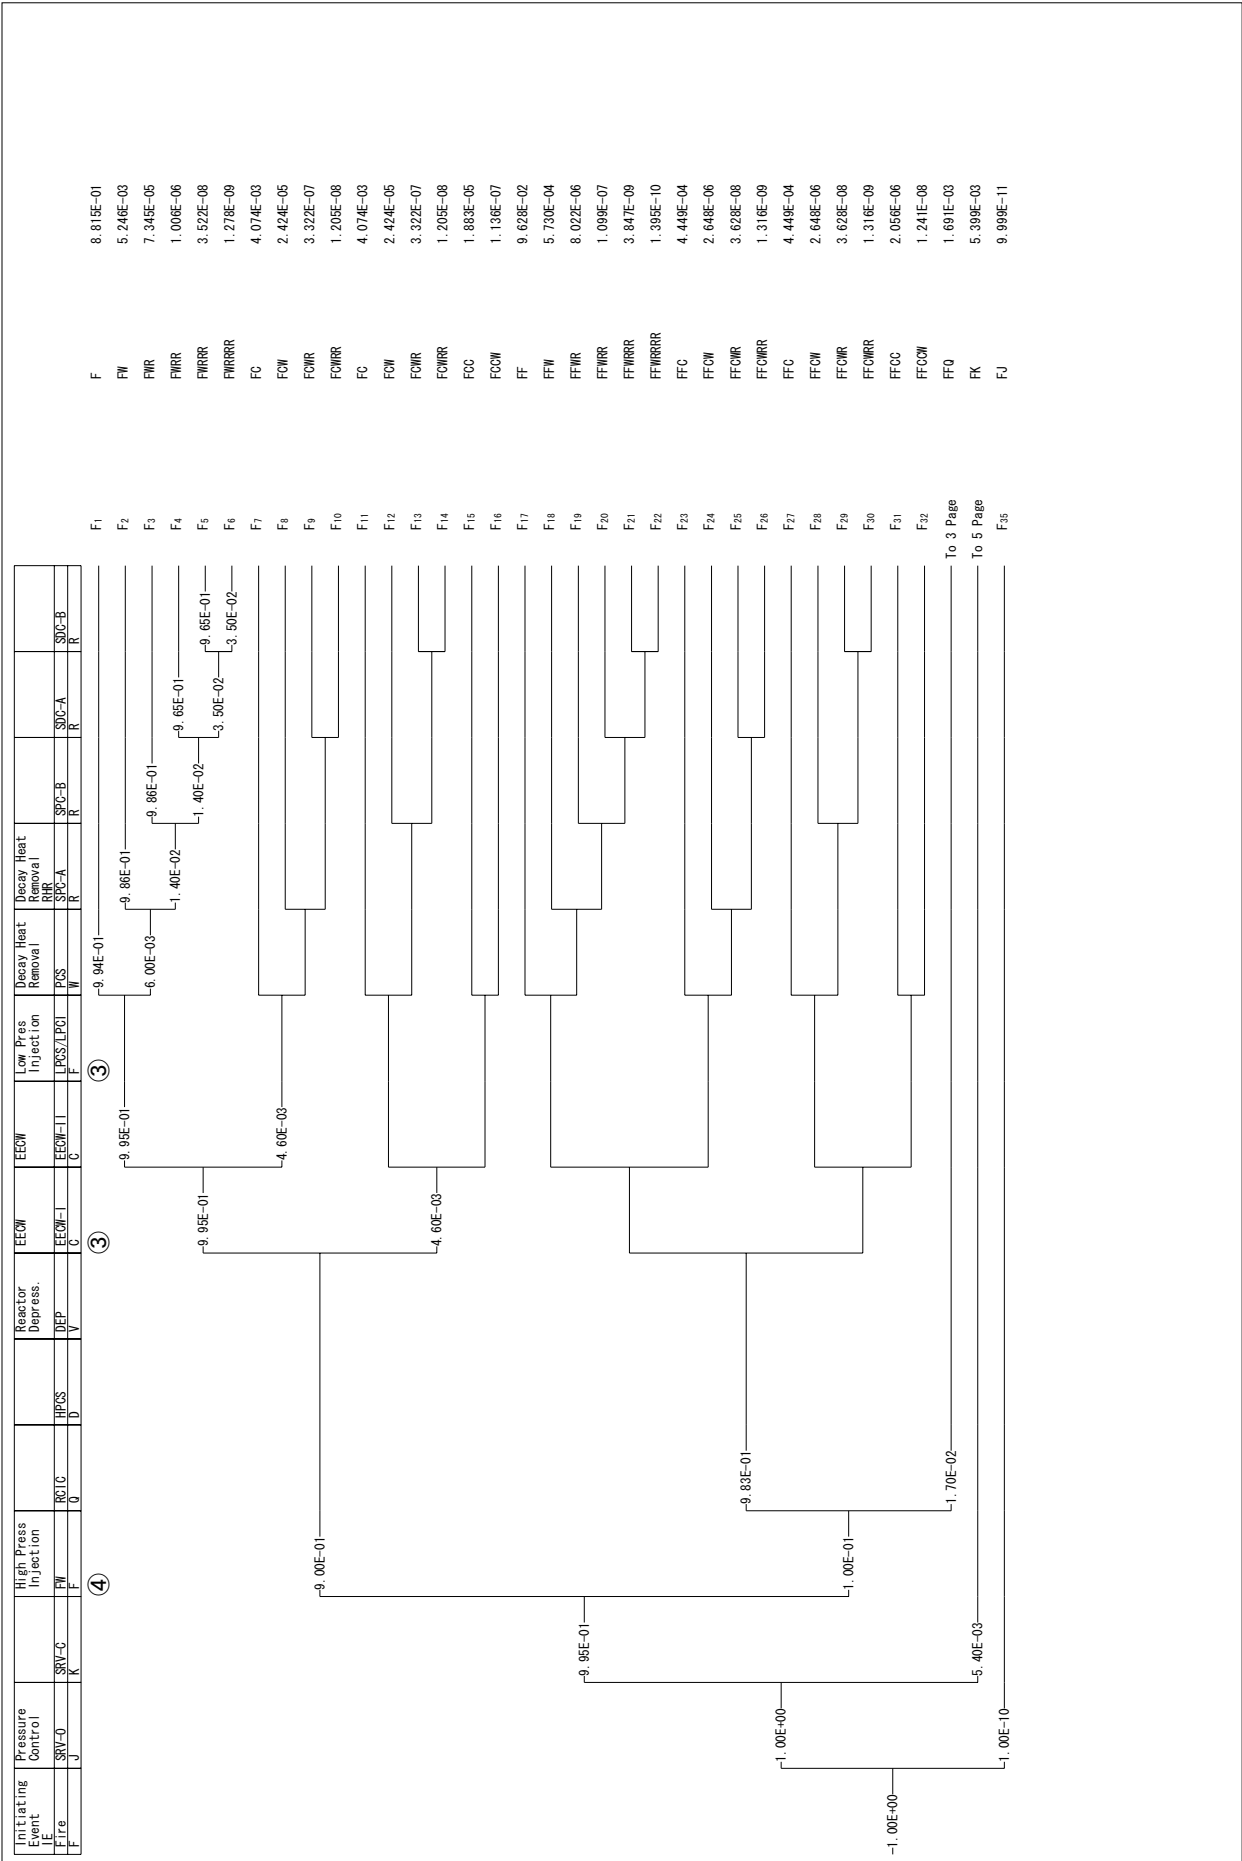 Initiating
Event
IE
Fire
F
Pressure
Control
SRV-O
J
SRV-C
K
High Press
Injection
FW
F
RCIC
Q
HPCS
D
Reactor
Depress.
DEP
V
EECW
EECW-I
C
EECW
EECW-II
C
Low Pres
Injection
LPCS/LPCI
F
Decay Heat
Removal
PCS
W
Decay Heat
Removal
RHR
SPC-A
R
SPC-B
R
SDC-A
R
SDC-B
R
④
③
③
1.00E+00
1.00E+00
1.00E-10
9.95E-01
5.40E-03
9.00E-01
1.00E-01
9.83E-01
1.70E-02
9.95E-01
4.60E-03
9.95E-01
4.60E-03
9.94E-01
6.00E-03
9.86E-01
1.40E-02
9.86E-01
1.40E-02
9.65E-01
3.50E-02
9.65E-01
3.50E-02
F1 F 8.815E-01
F2 FW 5.246E-03
F3 FWR 7.345E-05
F4 FWRR 1.006E-06
F5 FWRRR 3.522E-08
F6 FWRRRR 1.278E-09
F7 FC 4.074E-03
F8 FCW 2.424E-05
F9 FCWR 3.322E-07
F10 FCWRR 1.205E-08
F11 FC 4.074E-03
F12 FCW 2.424E-05
F13 FCWR 3.322E-07
F14 FCWRR 1.205E-08
F15 FCC 1.883E-05
F16 FCCW 1.136E-07
F17 FF 9.628E-02
F18 FFW 5.730E-04
F19 FFWR 8.022E-06
F20 FFWRR 1.099E-07
F21 FFWRRR 3.847E-09
F22 FFWRRRR 1.395E-10
F23 FFC 4.449E-04
F24 FFCW 2.648E-06
F25 FFCWR 3.628E-08
F26 FFCWRR 1.316E-09
F27 FFC 4.449E-04
F28 FFCW 2.648E-06
F29 FFCWR 3.628E-08
F30 FFCWRR 1.316E-09
F31 FFCC 2.056E-06
F32 FFCCW 1.241E-08
To 3 Page FFQ 1.691E-03
To 5 Page FK 5.399E-03
F35 FJ 9.999E-11